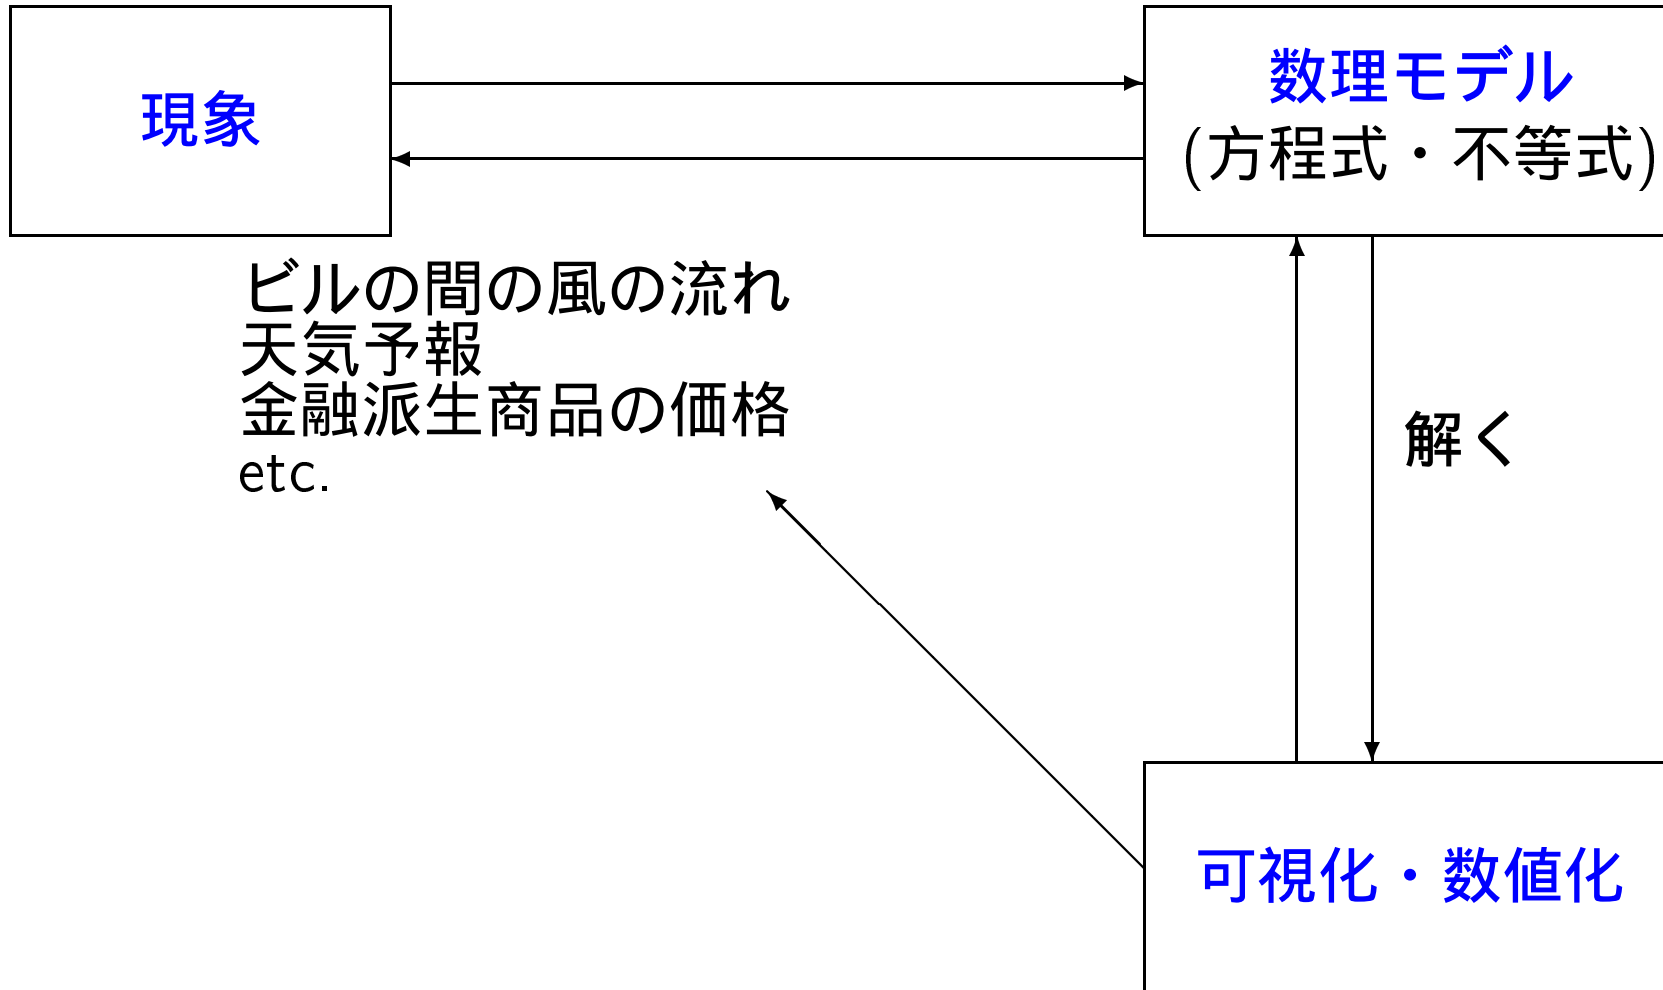 現象
数理モデル
(方程式・不等式)
ビルの間の風の流れ
天気予報
金融派生商品の価格
etc.
解く
可視化・数値化